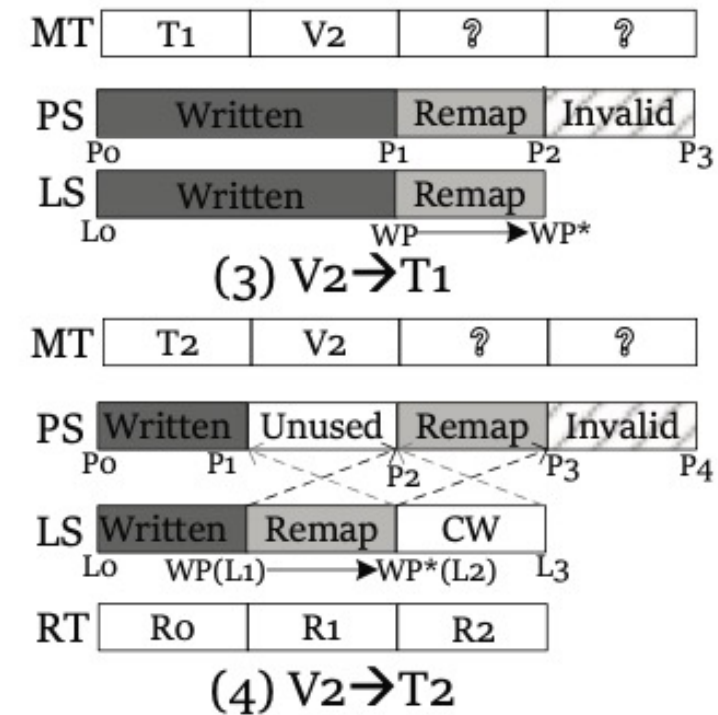 MT T1 V2 ? ?
PS Written Remap Invalid
P0 P1 P2 P3
LS Written Remap
L0 WP WP*
(3) V2→T1
MT T2 V2 ? ?
PS Written Unused Remap Invalid
P0 P1 P2 P3 P4
LS Written Remap CW
L0 WP(L1) WP*(L2) L3
RT R0 R1 R2
(4) V2→T2